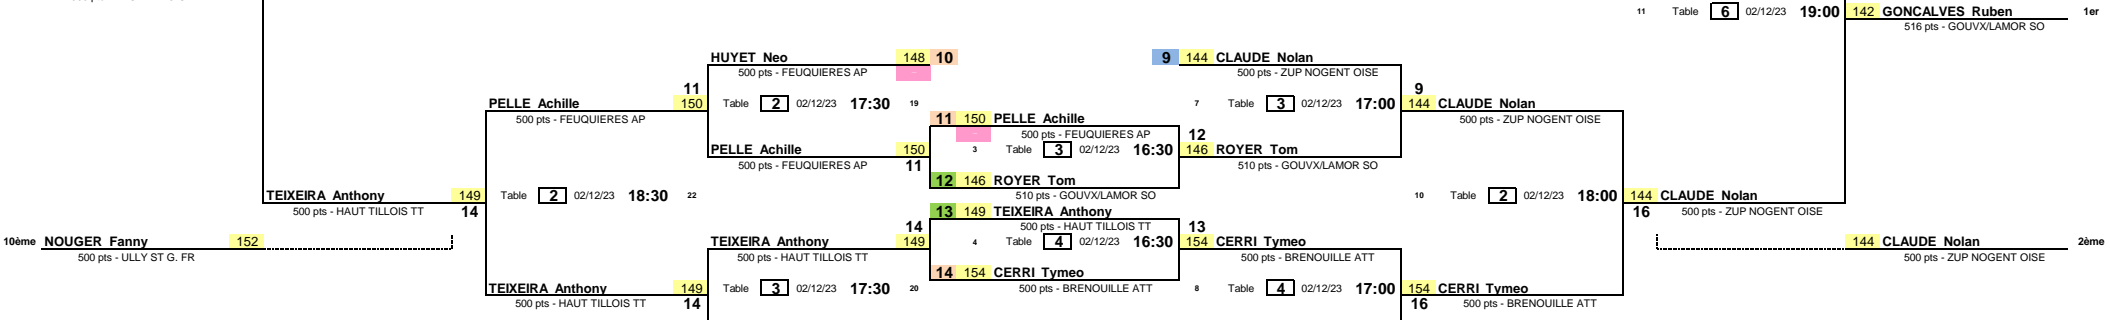 11 Table 6 02/12/23 19:00 142 GONCALVES Ruben 1er
516 pts - GOUVX/LAMOR SO
HUYET Neo 148 10 9 144 CLAUDE Nolan
500 pts - FEUQUIERES AP 500 pts - ZUP NOGENT OISE
11 9
PELLE Achille 150 Table 2 02/12/23 17:30 19 7 Table 3 02/12/23 17:00 144 CLAUDE Nolan
500 pts - FEUQUIERES AP 11 150 PELLE Achille 500 pts - ZUP NOGENT OISE
500 pts - FEUQUIERES AP 12
PELLE Achille 150 3 Table 3 02/12/23 16:30 146 ROYER Tom
500 pts - FEUQUIERES AP 11 510 pts - GOUVX/LAMOR SO
12 146 ROYER Tom
TEIXEIRA Anthony 149 Table 2 02/12/23 18:30 22 510 pts - GOUVX/LAMOR SO 10 Table 2 02/12/23 18:00 144 CLAUDE Nolan
500 pts - HAUT TILLOIS TT 14 13 149 TEIXEIRA Anthony 16 500 pts - ZUP NOGENT OISE
14 500 pts - HAUT TILLOIS TT 13
10ème NOUGER Fanny 152 TEIXEIRA Anthony 149 4 Table 4 02/12/23 16:30 154 CERRI Tymeo 144 CLAUDE Nolan 2ème
500 pts - ULLY ST G. FR 500 pts - HAUT TILLOIS TT 500 pts - BRENOUILLE ATT 500 pts - ZUP NOGENT OISE
14 154 CERRI Tymeo
TEIXEIRA Anthony 149 Table 3 02/12/23 17:30 20 500 pts - BRENOUILLE ATT 8 Table 4 02/12/23 17:00 154 CERRI Tymeo
500 pts - HAUT TILLOIS TT 14 16 500 pts - BRENOUILLE ATT